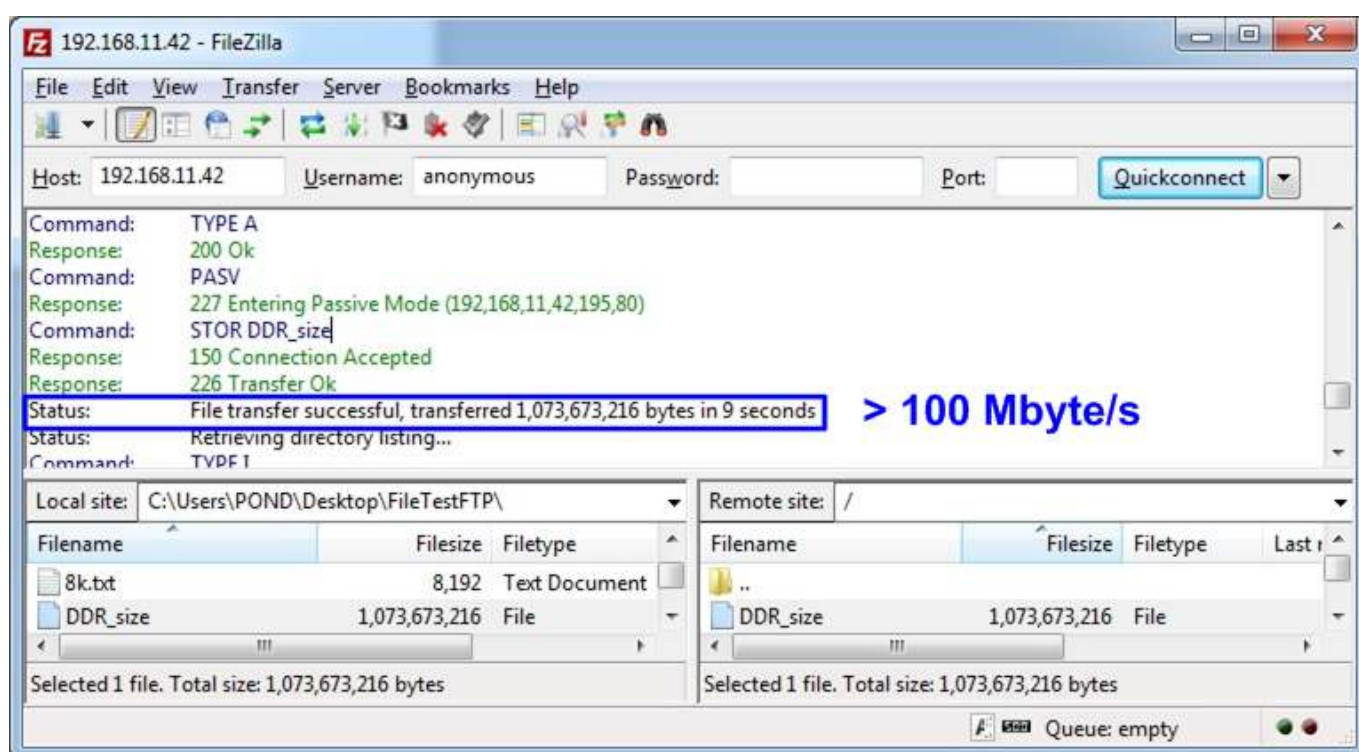 192.168.11.42 - FileZilla
File Edit View Transfer Server Bookmarks Help
Host: 192.168.11.42 Username: anonymous Password: Port: Quickconnect
Command: TYPE A
Response: 200 Ok
Command: PASV
Response: 227 Entering Passive Mode (192,168,11,42,195,80)
Command: STOR DDR_size
Response: 150 Connection Accepted
Response: 226 Transfer Ok
Status: File transfer successful, transferred 1,073,673,216 bytes in 9 seconds > 100 Mbyte/s
Status: Retrieving directory listing...
Command: TYPE I
Local site: C:\Users\POND\Desktop\FileTestFTP\ Remote site: /
Filename Filesize Filetype Filename Filesize Filetype Last
8k.txt 8,192 Text Document ..
DDR_size 1,073,673,216 File DDR_size 1,073,673,216 File
Selected 1 file. Total size: 1,073,673,216 bytes Selected 1 file. Total size: 1,073,673,216 bytes
Queue: empty